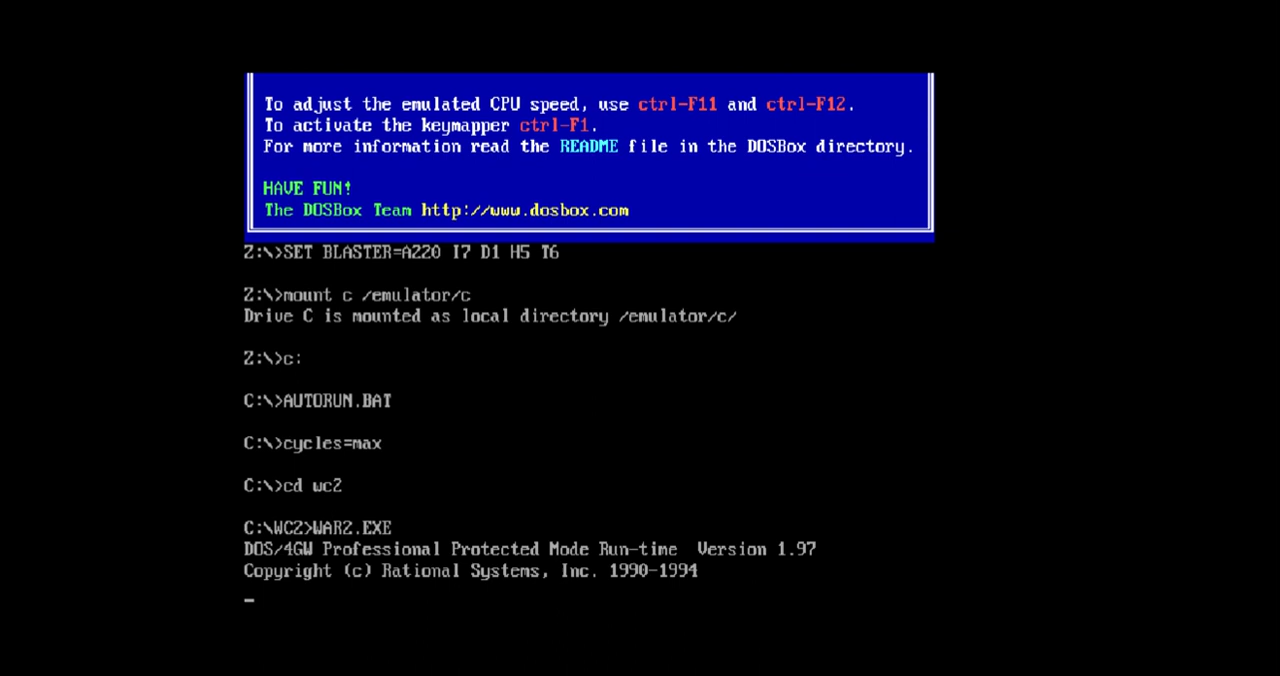 To adjust the emulated CPU speed, use ctrl-F11 and ctrl-F12.
To activate the keymapper ctrl-F1.
For more information read the README file in the DOSBox directory.
HAVE FUN!
The DOSBox Team http://www.dosbox.com
Z:\>SET BLASTER=A220 I7 D1 H5 T6
Z:\>mount c /emulator/c
Drive C is mounted as local directory /emulator/c/
Z:\>c:
C:\>AUTORUN.BAT
C:\>cycles=max
C:\>cd wc2
C:\WC2>WAR2.EXE
DOS/4GW Professional Protected Mode Run-time  Version 1.97
Copyright (c) Rational Systems, Inc. 1990-1994